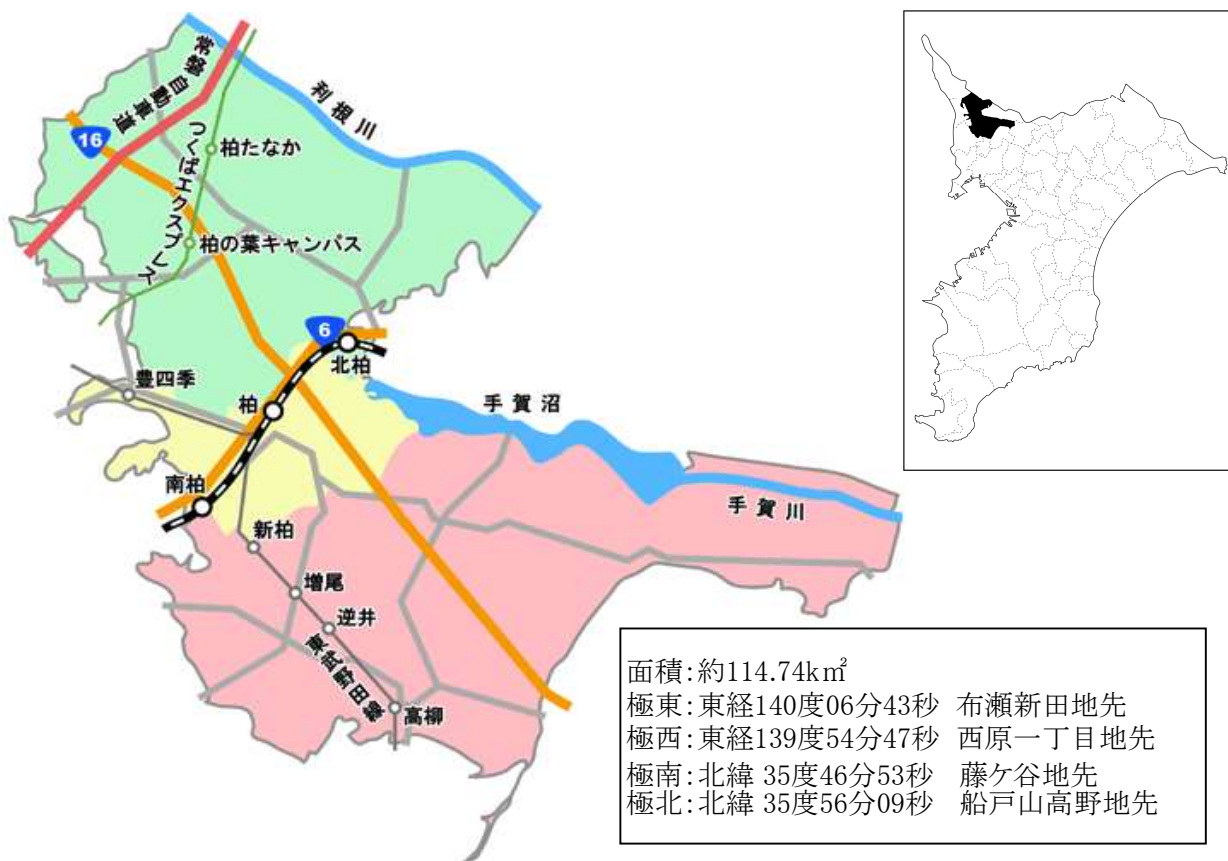 常磐自動車道
利根川
16
つくばエクスプレス
柏たなか
柏の葉キャンパス
6
北柏
豊四季
柏
手賀沼
南柏
手賀川
新柏
増尾
逆井
東武野田線
高柳
面積:約114.74k㎡
極東:東経140度06分43秒 布瀬新田地先
極西:東経139度54分47秒 西原一丁目地先
極南:北緯 35度46分53秒 藤ケ谷地先
極北:北緯 35度56分09秒 船戸山高野地先